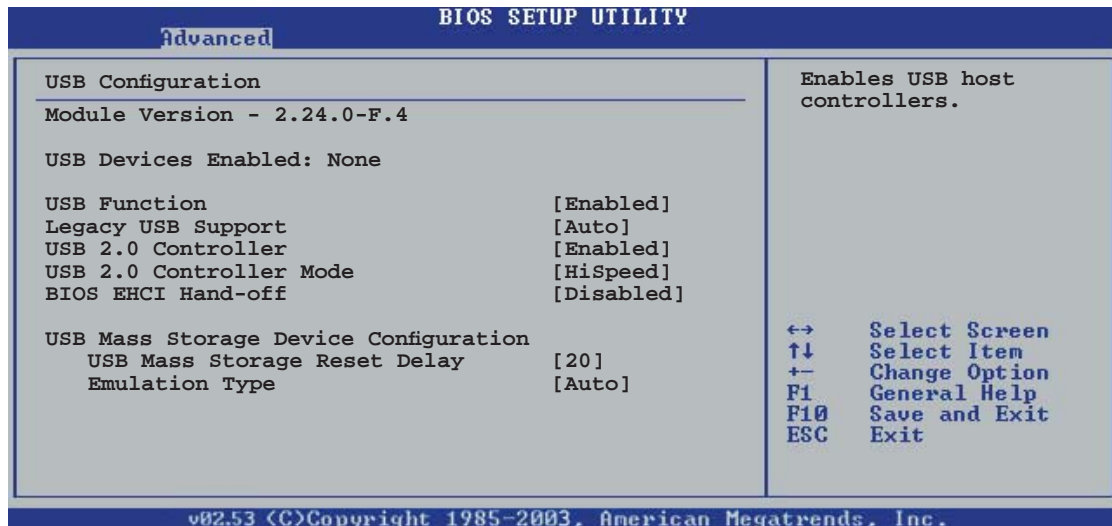 BIOS SETUP UTILITY
Advanced
USB Configuration
Module Version - 2.24.0-F.4
USB Devices Enabled: None
USB Function [Enabled]
Legacy USB Support [Auto]
USB 2.0 Controller [Enabled]
USB 2.0 Controller Mode [HiSpeed]
BIOS EHCI Hand-off [Disabled]
USB Mass Storage Device Configuration
USB Mass Storage Reset Delay [20]
Emulation Type [Auto]
Enables USB host
controllers.
↔ Select Screen
↑↓ Select Item
+- Change Option
F1 General Help
F10 Save and Exit
ESC Exit
v02.53 (C)Copyright 1985-2003, American Megatrends, Inc.